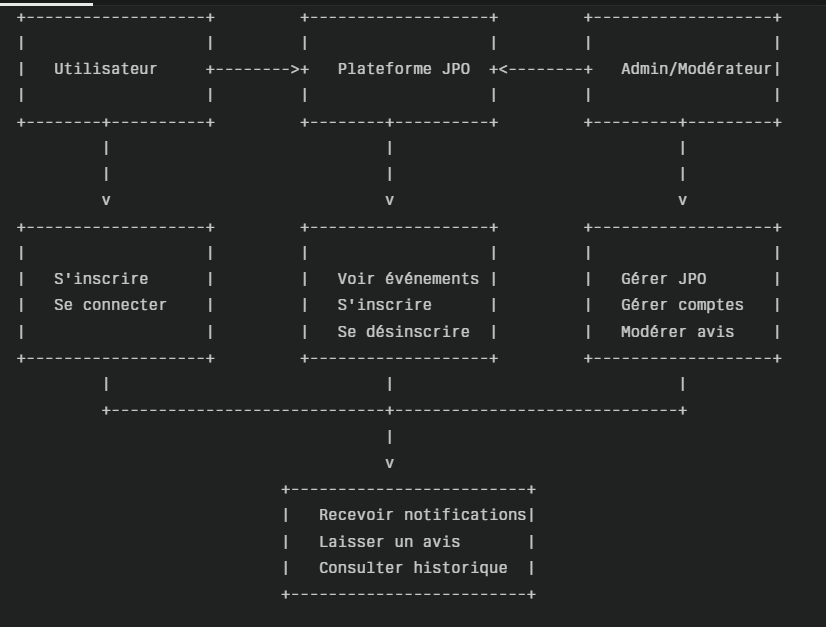 Utilisateur
Plateforme JPO
Admin/Modérateur
S'inscrire
Se connecter
Voir événements
S'inscrire
Se désinscrire
Gérer JPO
Gérer comptes
Modérer avis
Recevoir notifications
Laisser un avis
Consulter historique